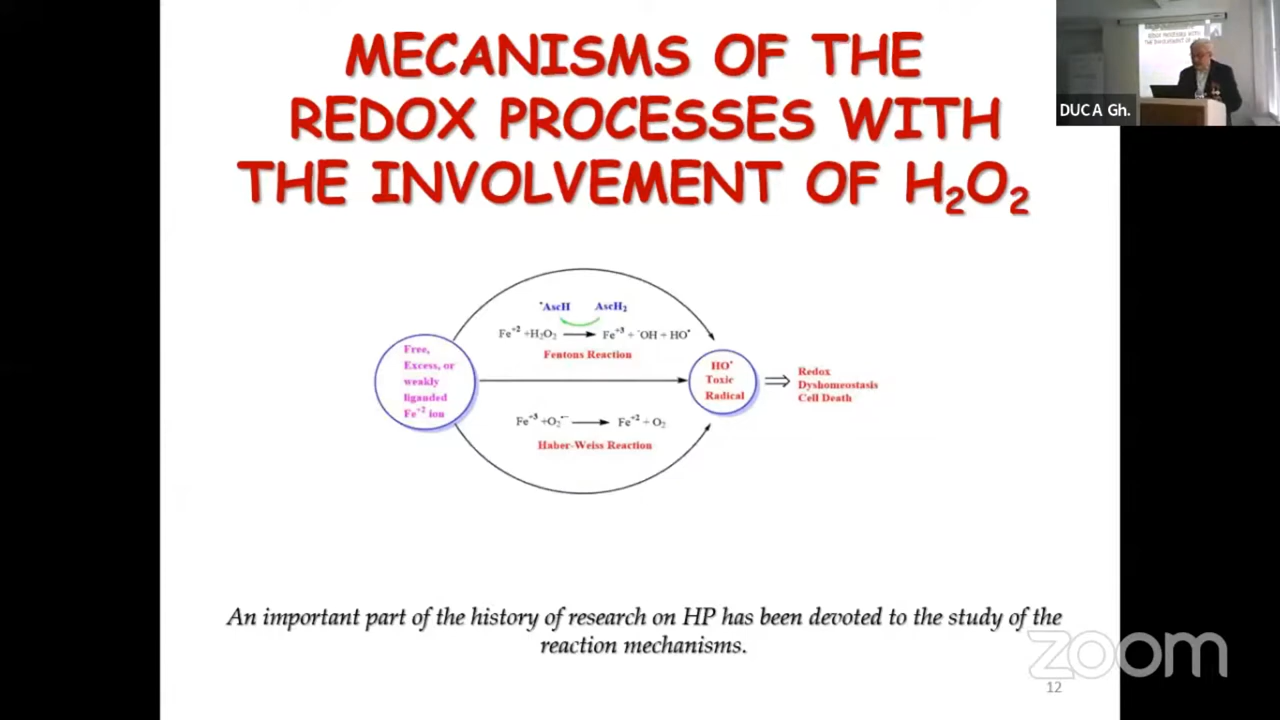 MECANISMS OF THE
REDOX PROCESSES WITH
THE INVOLVEMENT OF H₂O₂
DUCA Gh.
•AscH AscH₂
Fe⁺² +H₂O₂ → Fe⁺³ + ⁻OH + HO•
Fentons Reaction
Free,
Excess, or
weakly
liganded
Fe⁺² ion
HO•
Toxic
Radical
Redox
Dyshomeostasis
Cell Death
Fe⁺³ +O₂•⁻ → Fe⁺² + O₂
Haber-Weiss Reaction
An important part of the history of research on HP has been devoted to the study of the
reaction mechanisms.
zoom
12